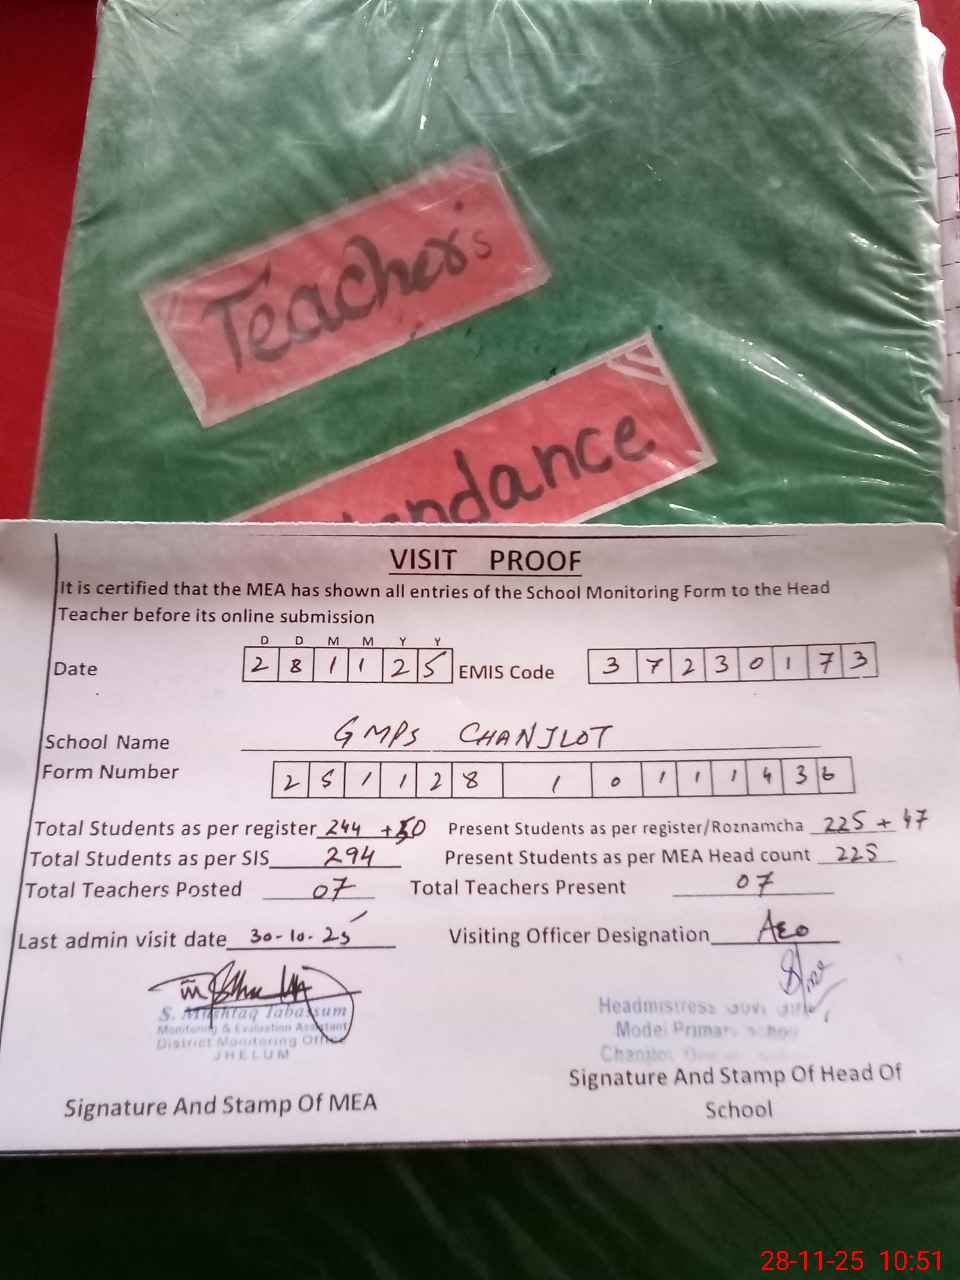 Teachers
Attendance
VISIT PROOF
It is certified that the MEA has shown all entries of the School Monitoring Form to the Head
Teacher before its online submission
D D M M Y Y
Date 2 8 1 1 2 5 EMIS Code 3 7 2 3 0 1 7 3
School Name GMPS CHANJLOT
Form Number 2 5 1 1 2 8 1 0 1 1 1 4 3 6
Total Students as per register 244 +50 Present Students as per register/Roznamcha 225 + 47
Total Students as per SIS 294 Present Students as per MEA Head count 225
Total Teachers Posted 07 Total Teachers Present 07
Last admin visit date 30-10-25 Visiting Officer Designation AEO
S. Mushtaq Tabassum
Monitoring & Evaluation Assistant
District Monitoring Office
JHELUM
Headmistress Govt
Model Primary School
Signature And Stamp Of MEA
Signature And Stamp Of Head Of
School
28-11-25 10:51